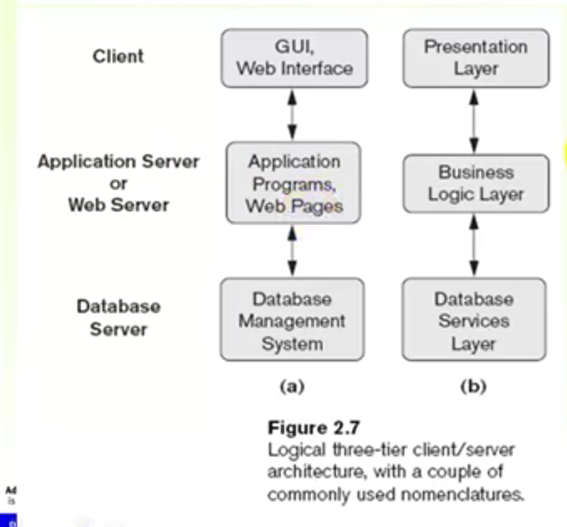 Client
GUI,
Web Interface
Presentation
Layer
Application Server
or
Web Server
Application
Programs,
Web Pages
Business
Logic Layer
Database
Server
Database
Management
System
Database
Services
Layer
(a)
(b)
Figure 2.7
Logical three-tier client/server
architecture, with a couple of
commonly used nomenclatures.
Ad
is